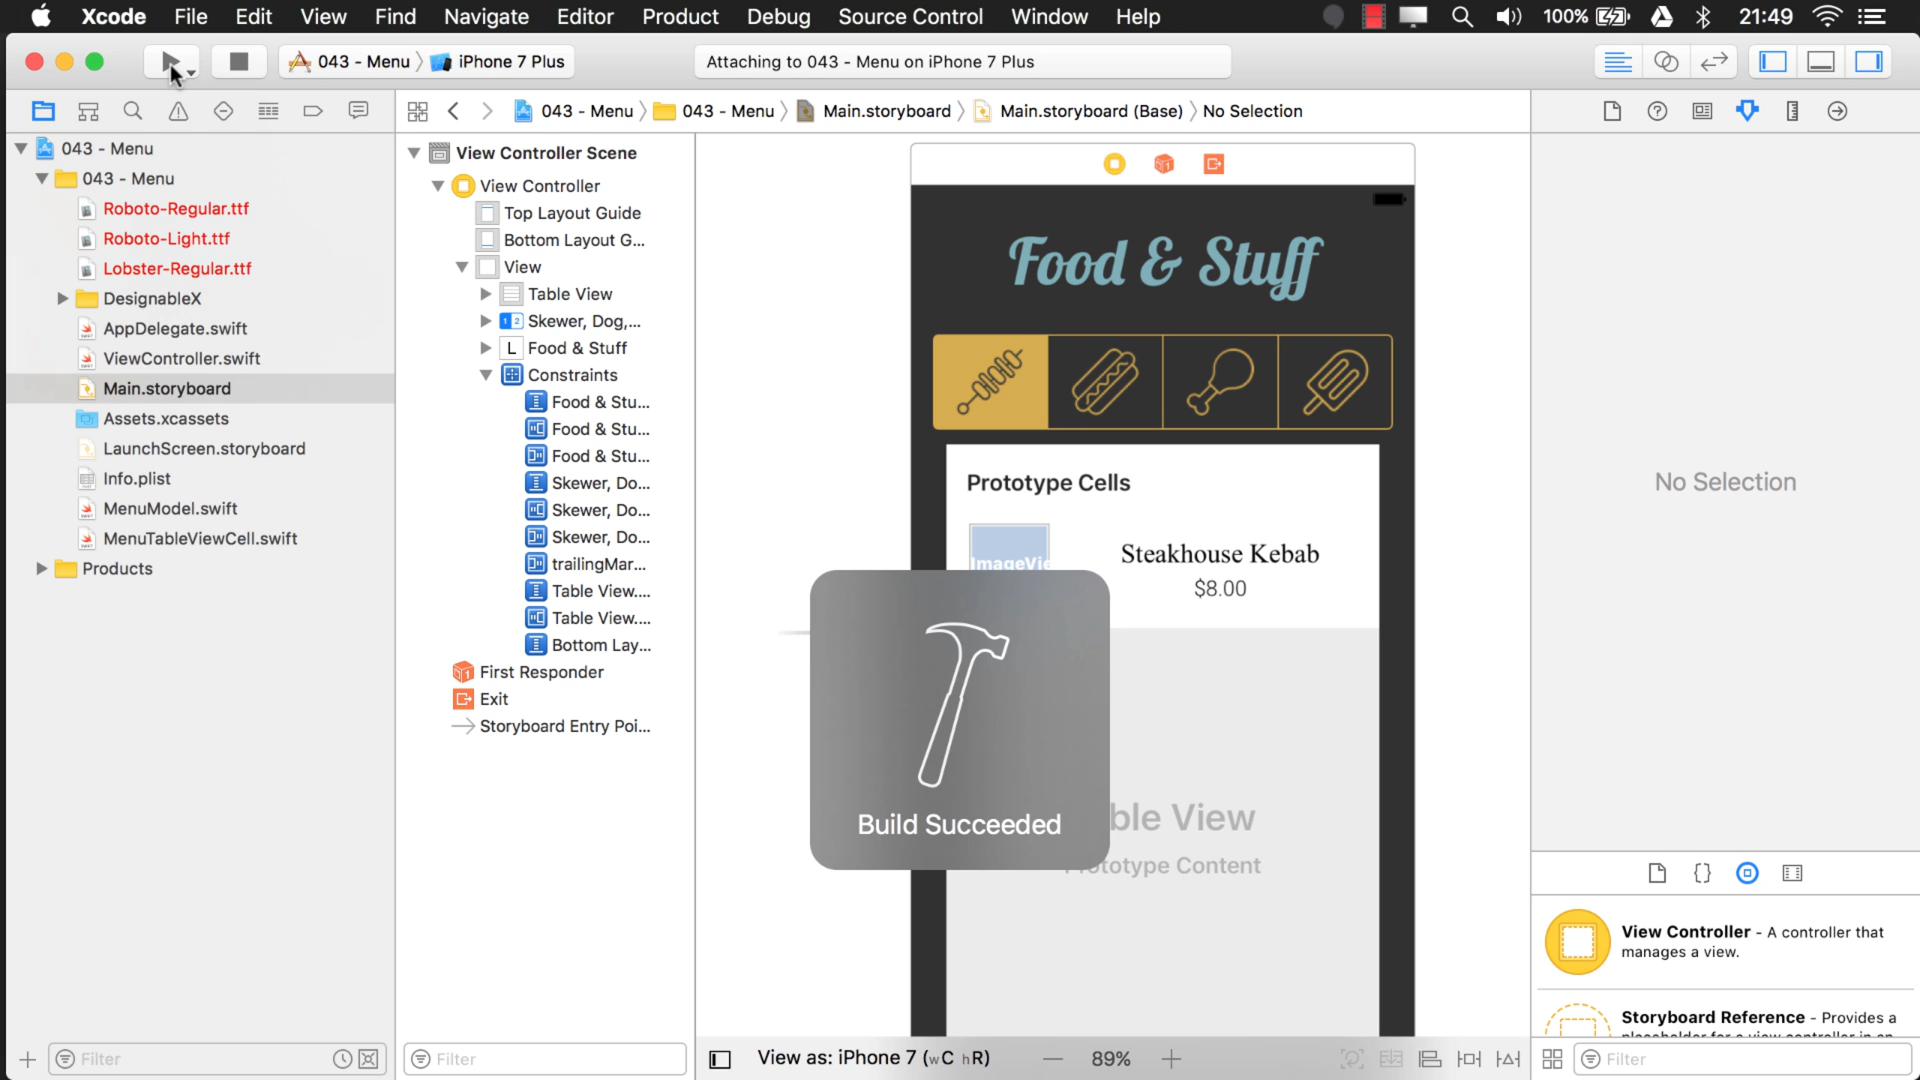 Xcode File Edit View Find Navigate Editor Product Debug Source Control Window Help 100% 21:49
043 - Menu iPhone 7 Plus
Attaching to 043 - Menu on iPhone 7 Plus
043 - Menu 043 - Menu Main.storyboard Main.storyboard (Base) No Selection
043 - Menu
043 - Menu
Roboto-Regular.ttf
Roboto-Light.ttf
Lobster-Regular.ttf
DesignableX
AppDelegate.swift
ViewController.swift
Main.storyboard
Assets.xcassets
LaunchScreen.storyboard
Info.plist
MenuModel.swift
MenuTableViewCell.swift
Products
Filter
View Controller Scene
View Controller
Top Layout Guide
Bottom Layout G...
View
Table View
1 2 Skewer, Dog,...
L Food & Stuff
Constraints
Food & Stu...
Food & Stu...
Food & Stu...
Skewer, Do...
Skewer, Do...
Skewer, Do...
trailingMar...
Table View....
Table View....
Bottom Lay...
First Responder
Exit
Storyboard Entry Poi...
Filter
Food & Stuff
Prototype Cells
ImageVie
Steakhouse Kebab
$8.00
Build Succeeded
ble View
ototype Content
View as: iPhone 7 (wC hR) 89%
No Selection
View Controller - A controller that
manages a view.
Storyboard Reference - Provides a
Filter